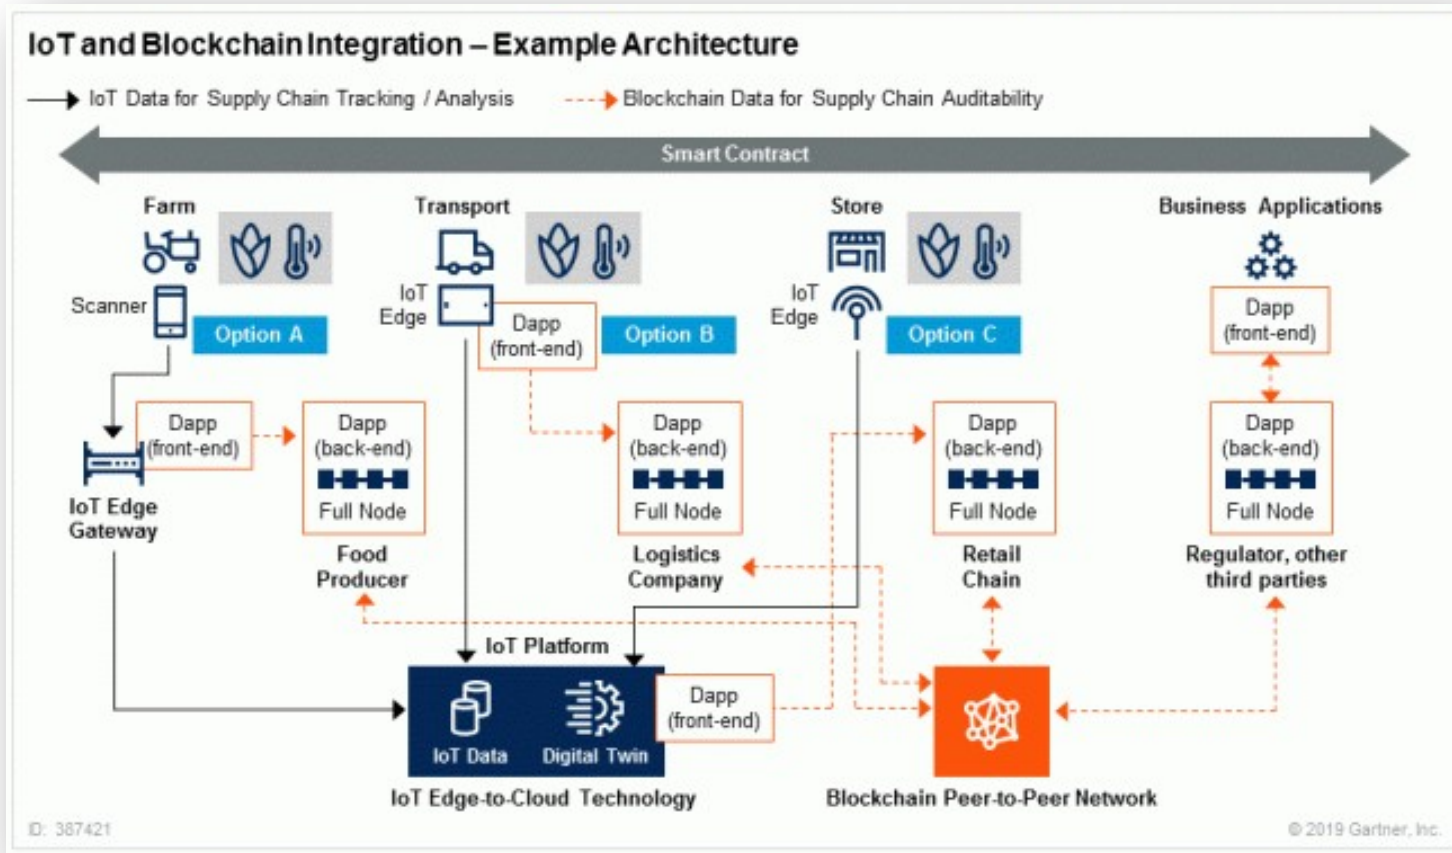 IoT and Blockchain Integration – Example Architecture
IoT Data for Supply Chain Tracking / Analysis
Blockchain Data for Supply Chain Auditability
Smart Contract
Farm
Transport
Store
Business Applications
Scanner
Option A
IoT
Edge
Dapp
(front-end)
Option B
IoT
Edge
Option C
Dapp
(front-end)
Dapp
(front-end)
Dapp
(back-end)
Full Node
Dapp
(back-end)
Full Node
Dapp
(back-end)
Full Node
Dapp
(back-end)
Full Node
IoT Edge
Gateway
Food
Producer
Logistics
Company
Retail
Chain
Regulator, other
third parties
IoT Platform
IoT Data
Digital Twin
Dapp
(front-end)
IoT Edge-to-Cloud Technology
Blockchain Peer-to-Peer Network
ID: 387421
© 2019 Gartner, Inc.